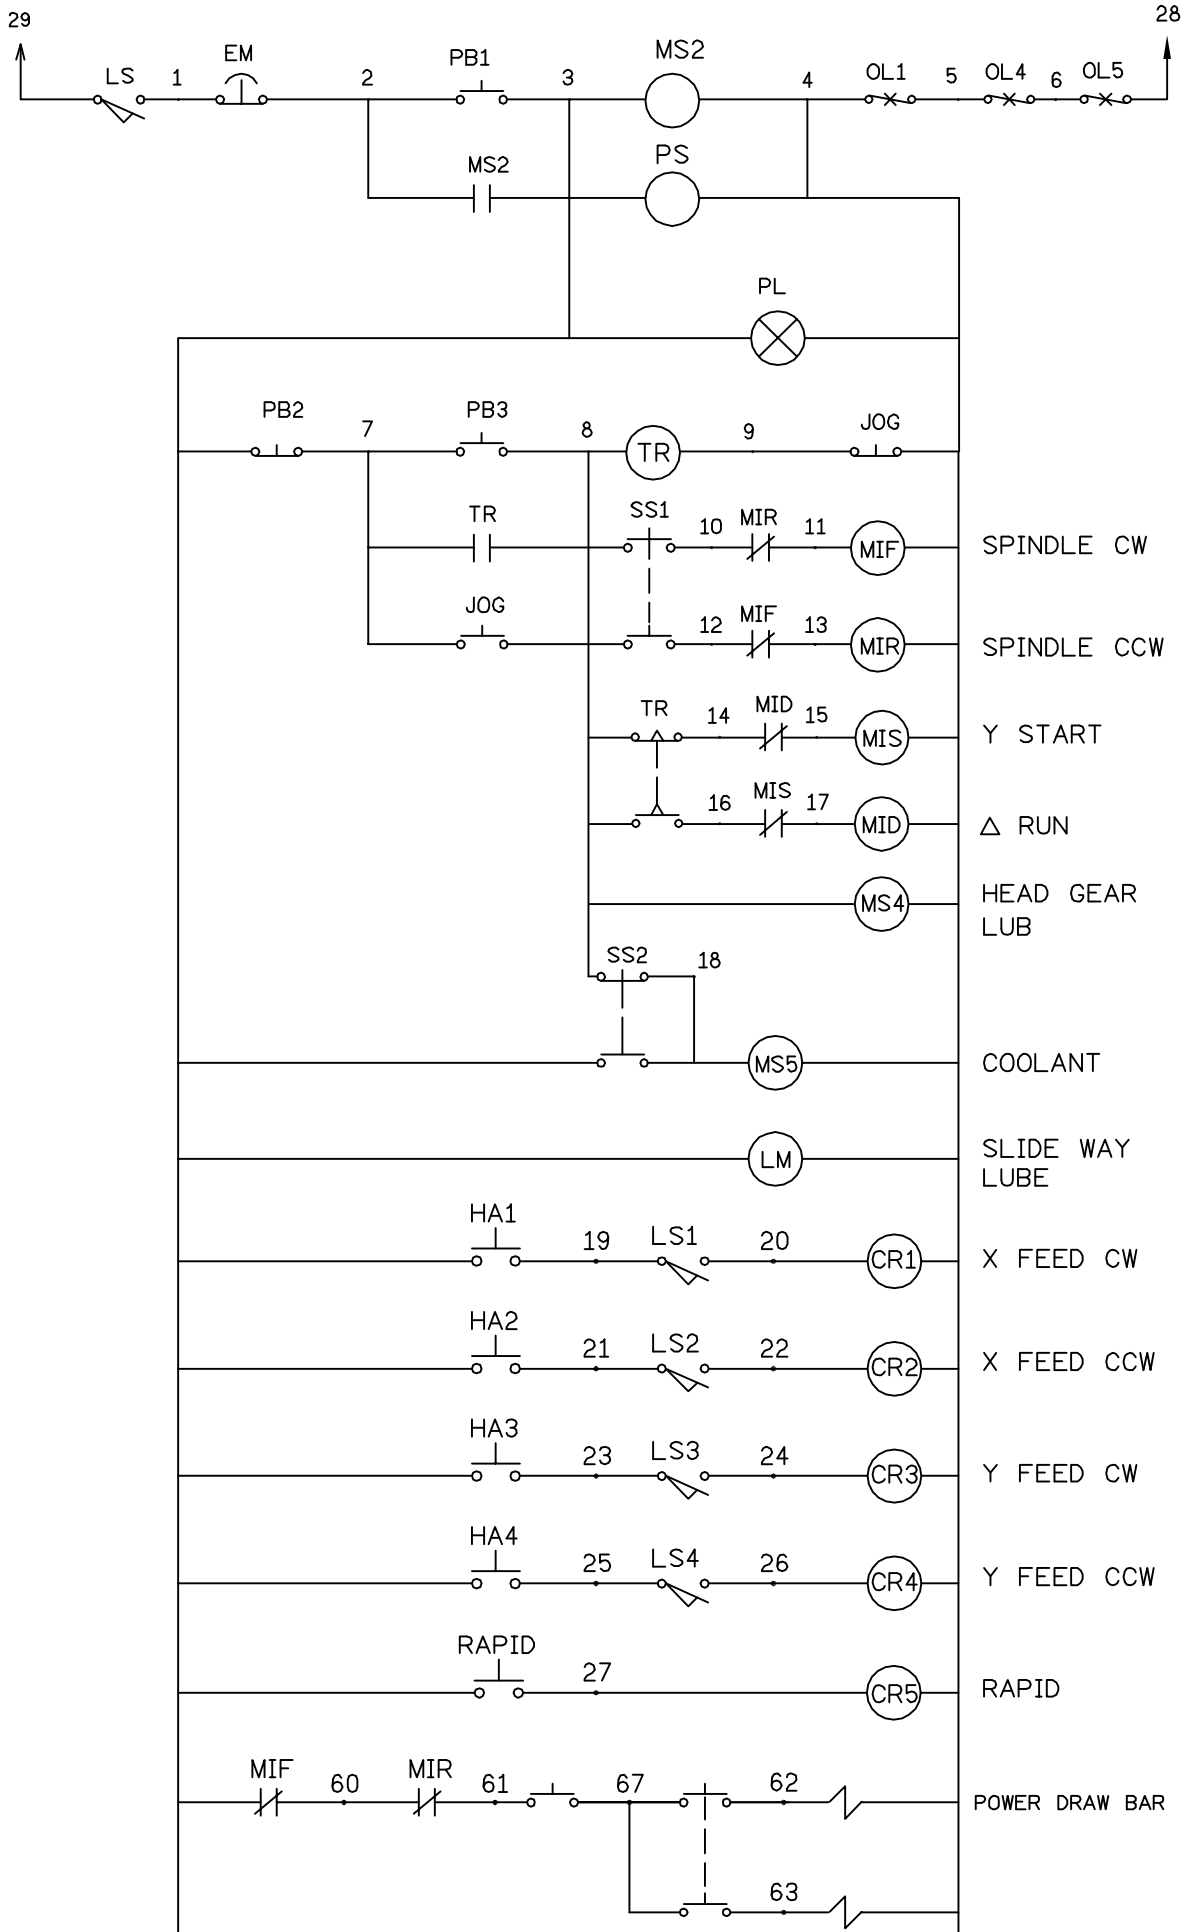 29
28
LS
1
EM
2
PB1
3
MS2
4
OL1
5
OL4
6
OL5
MS2
PS
PL
PB2
7
PB3
8
TR
9
JOG
TR
SS1
10
MIR
11
MIF
SPINDLE CW
JOG
12
MIF
13
MIR
SPINDLE CCW
TR
14
MID
15
MIS
Y START
16
MIS
17
MID
△ RUN
MS4
HEAD GEAR
LUB
SS2
18
MS5
COOLANT
LM
SLIDE WAY
LUBE
HA1
19
LS1
20
CR1
X FEED CW
HA2
21
LS2
22
CR2
X FEED CCW
HA3
23
LS3
24
CR3
Y FEED CW
HA4
25
LS4
26
CR4
Y FEED CCW
RAPID
27
CR5
RAPID
MIF
60
MIR
61
67
62
POWER DRAW BAR
63